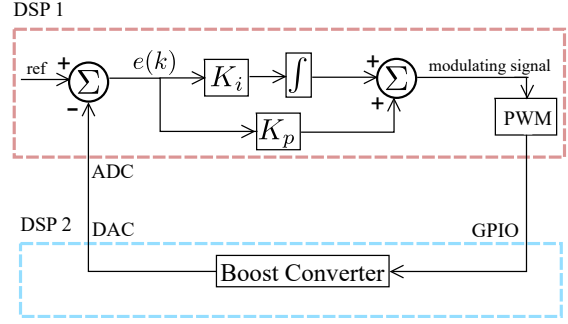 DSP 1
ref
+
Σ
-
e(k)
K_i
∫
+
+
Σ
modulating signal
K_p
PWM
ADC
DSP 2
DAC
GPIO
Boost Converter